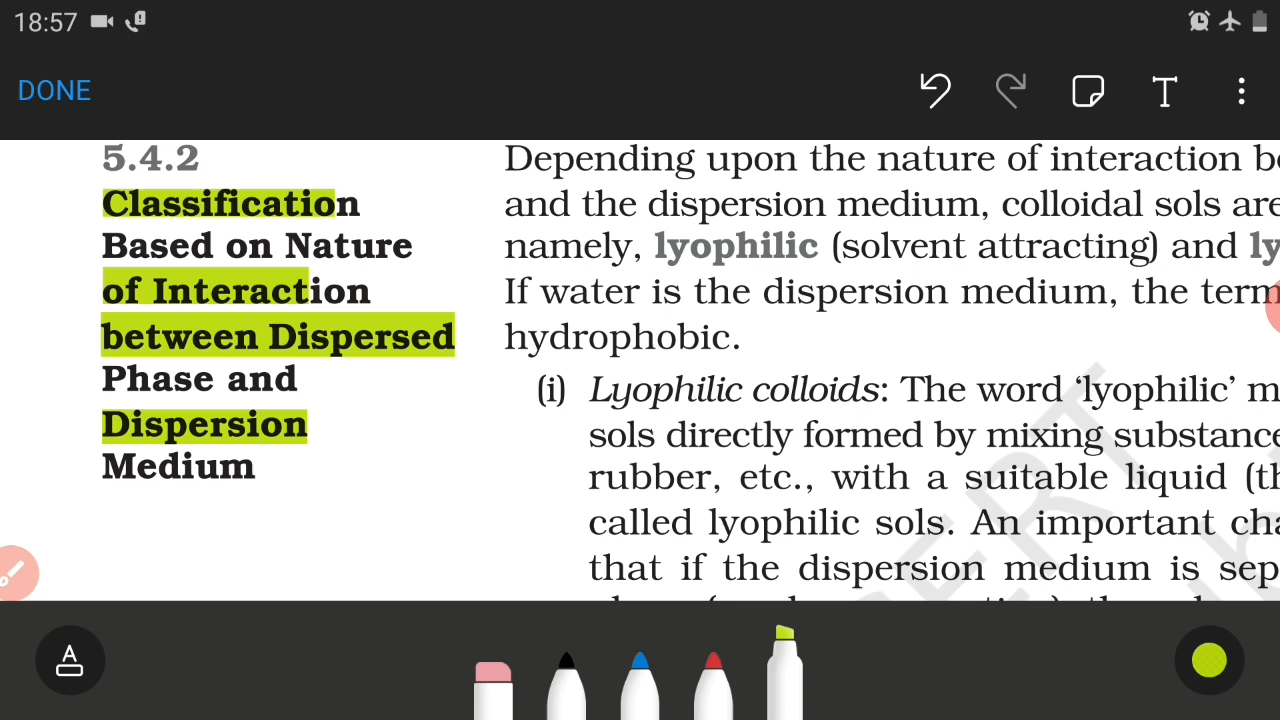 18:57
DONE
T
5.4.2
Classification
Based on Nature
of Interaction
between Dispersed
Phase and
Dispersion
Medium
Depending upon the nature of interaction
and the dispersion medium, colloidal sols are
namely, lyophilic (solvent attracting) and
If water is the dispersion medium, the term
hydrophobic.
(i) Lyophilic colloids: The word ‘lyophilic’
sols directly formed by mixing
rubber, etc., with a suitable liquid
called lyophilic sols. An important
that if the dispersion medium is
A